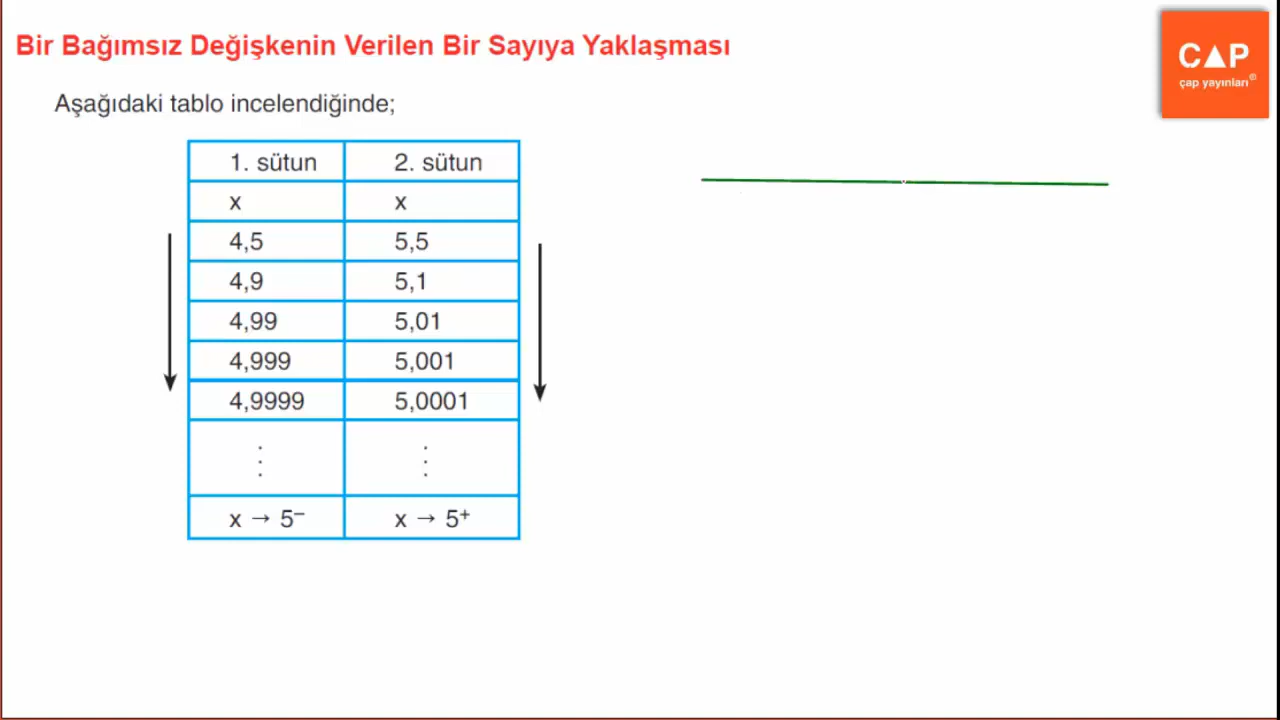 Bir Bağımsız Değişkenin Verilen Bir Sayıya Yaklaşması
CAP
çap yayınları®
Aşağıdaki tablo incelendiğinde;
1. sütun 2. sütun
x x
4,5 5,5
4,9 5,1
4,99 5,01
4,999 5,001
4,9999 5,0001
⋮ ⋮
x → 5⁻ x → 5⁺